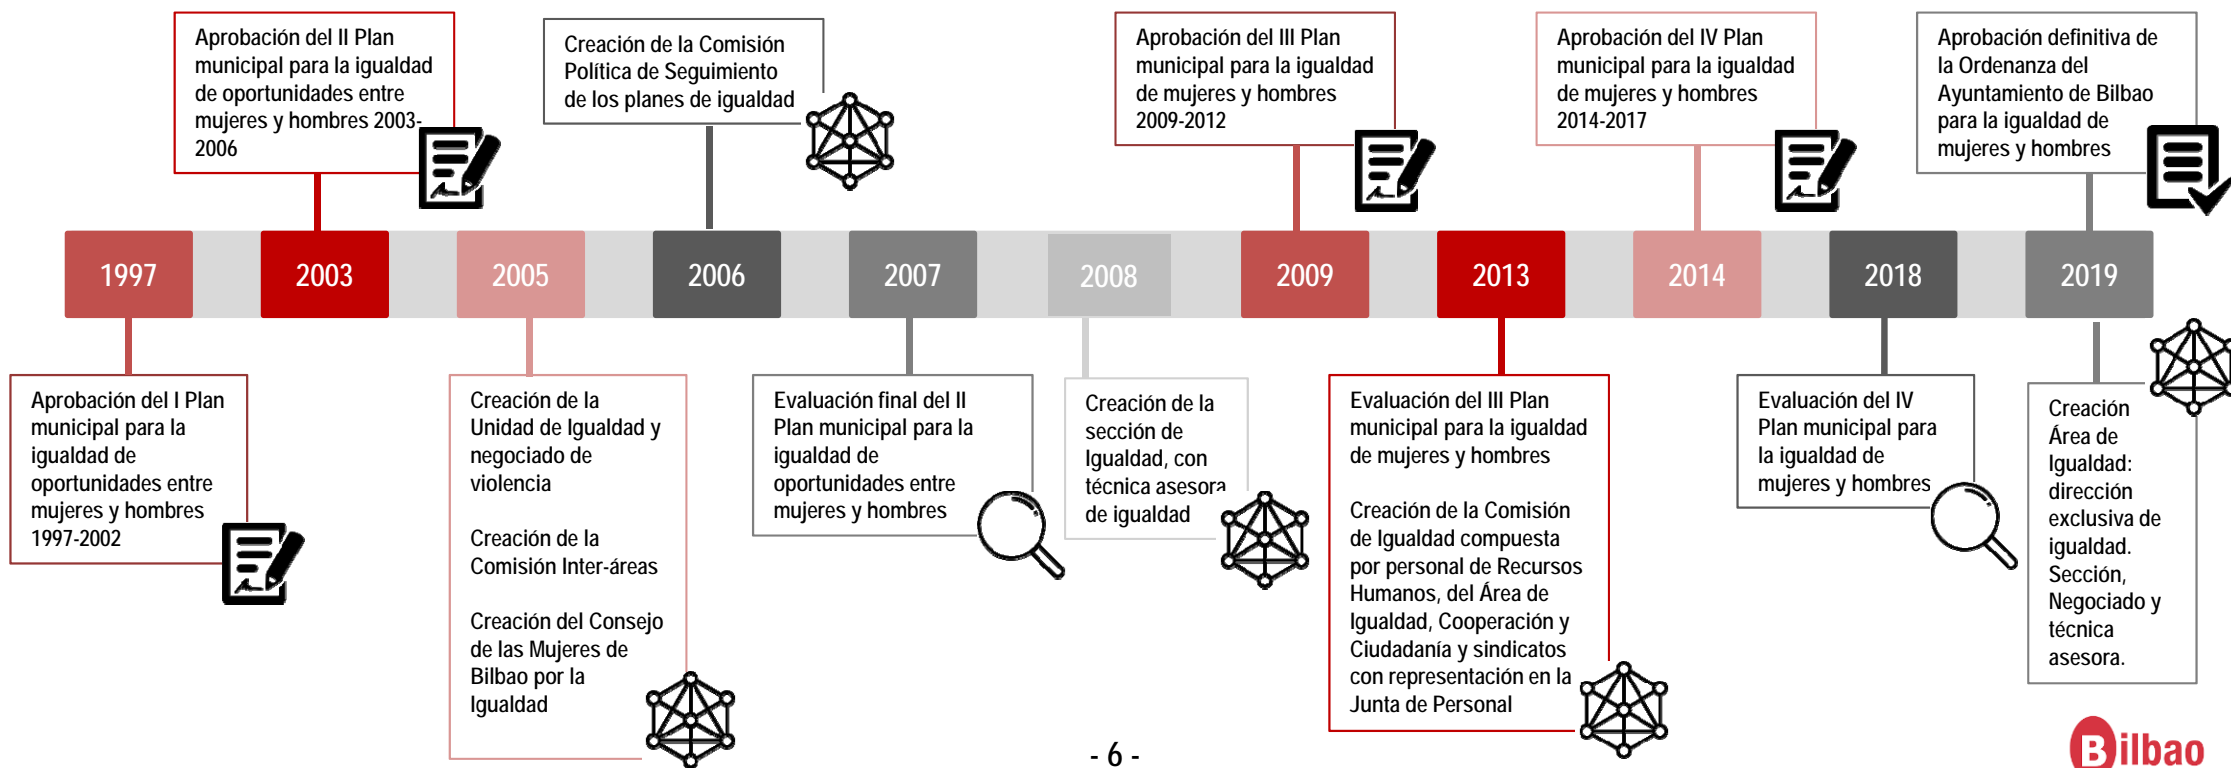 Aprobación del II Plan
municipal para la igualdad
de oportunidades entre
mujeres y hombres 2003-
2006
Creación de la Comisión
Política de Seguimiento
de los planes de igualdad
Aprobación del III Plan
municipal para la igualdad
de mujeres y hombres
2009-2012
Aprobación del IV Plan
municipal para la igualdad
de mujeres y hombres
2014-2017
Aprobación definitiva de
la Ordenanza del
Ayuntamiento de Bilbao
para la igualdad de
mujeres y hombres
1997
2003
2005
2006
2007
2008
2009
2013
2014
2018
2019
Aprobación del I Plan
municipal para la
igualdad de
oportunidades entre
mujeres y hombres
1997-2002
Creación de la
Unidad de Igualdad y
negociado de
violencia
Creación de la
Comisión Inter-áreas
Creación del Consejo
de las Mujeres de
Bilbao por la
Igualdad
Evaluación final del II
Plan municipal para la
igualdad de
oportunidades entre
mujeres y hombres
Creación de la
sección de
Igualdad, con
técnica asesora
de igualdad
Evaluación del III Plan
municipal para la igualdad
de mujeres y hombres
Creación de la Comisión
de Igualdad compuesta
por personal de Recursos
Humanos, del Área de
Igualdad, Cooperación y
Ciudadanía y sindicatos
con representación en la
Junta de Personal
Evaluación del IV
Plan municipal para
la igualdad de
mujeres y hombres
Creación
Área de
Igualdad:
dirección
exclusiva de
igualdad.
Sección,
Negociado y
técnica
asesora.
- 6 -
Bilbao